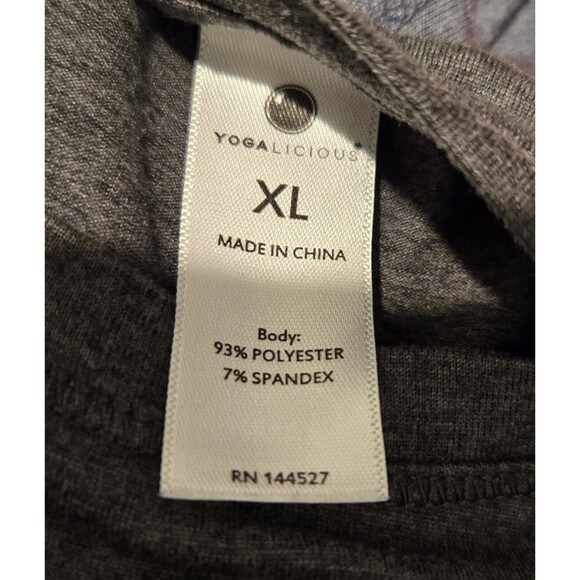 YOGALICIOUS®
XL
MADE IN CHINA
Body:
93% POLYESTER
7% SPANDEX
RN 144527